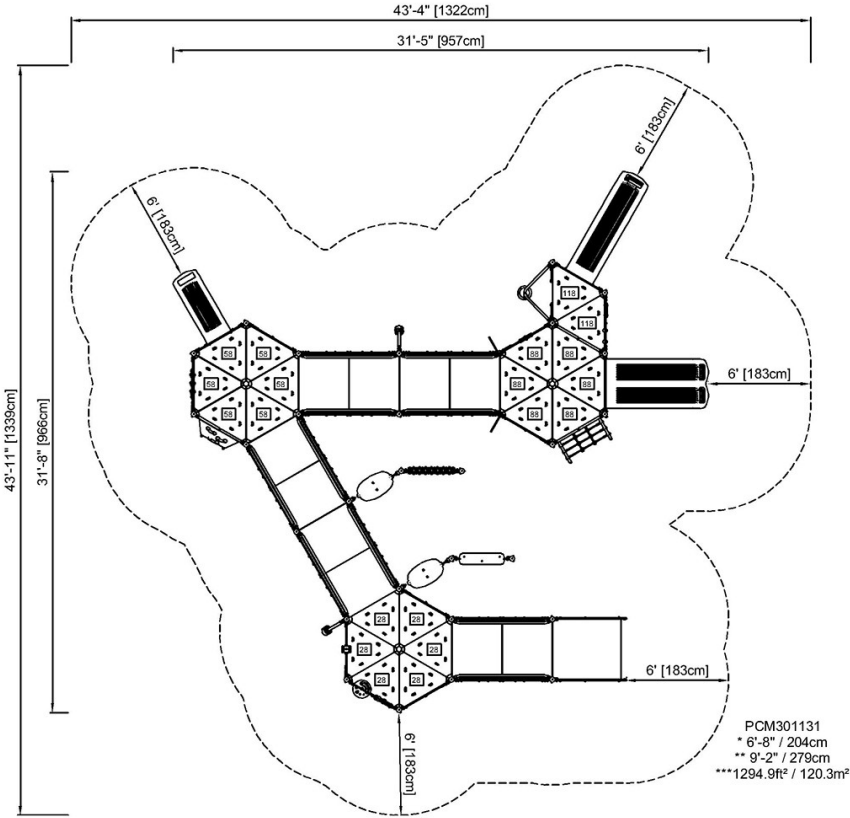 43'-4" [1322cm]
31'-5" [957cm]
6' [183cm]
6' [183cm]
43'-11" [1339cm]
31'-8" [966cm]
118
118
58
58
58
58
58
58
88
88
88
88
88
88
6' [183cm]
28
28
28
28
28
28
6' [183cm]
6' [183cm]
PCM301131
* 6'-8" / 204cm
** 9'-2" / 279cm
***1294.9ft² / 120.3m²